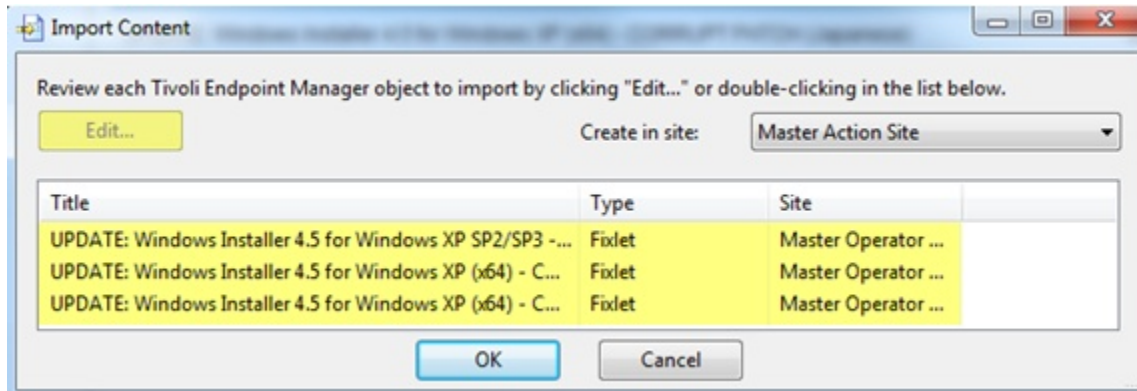 Import Content
Review each Tivoli Endpoint Manager object to import by clicking "Edit..." or double-clicking in the list below.
Edit... Create in site: Master Action Site
Title Type Site
UPDATE: Windows Installer 4.5 for Windows XP SP2/SP3 -... Fixlet Master Operator ...
UPDATE: Windows Installer 4.5 for Windows XP (x64) - C... Fixlet Master Operator ...
UPDATE: Windows Installer 4.5 for Windows XP (x64) - C... Fixlet Master Operator ...
OK Cancel